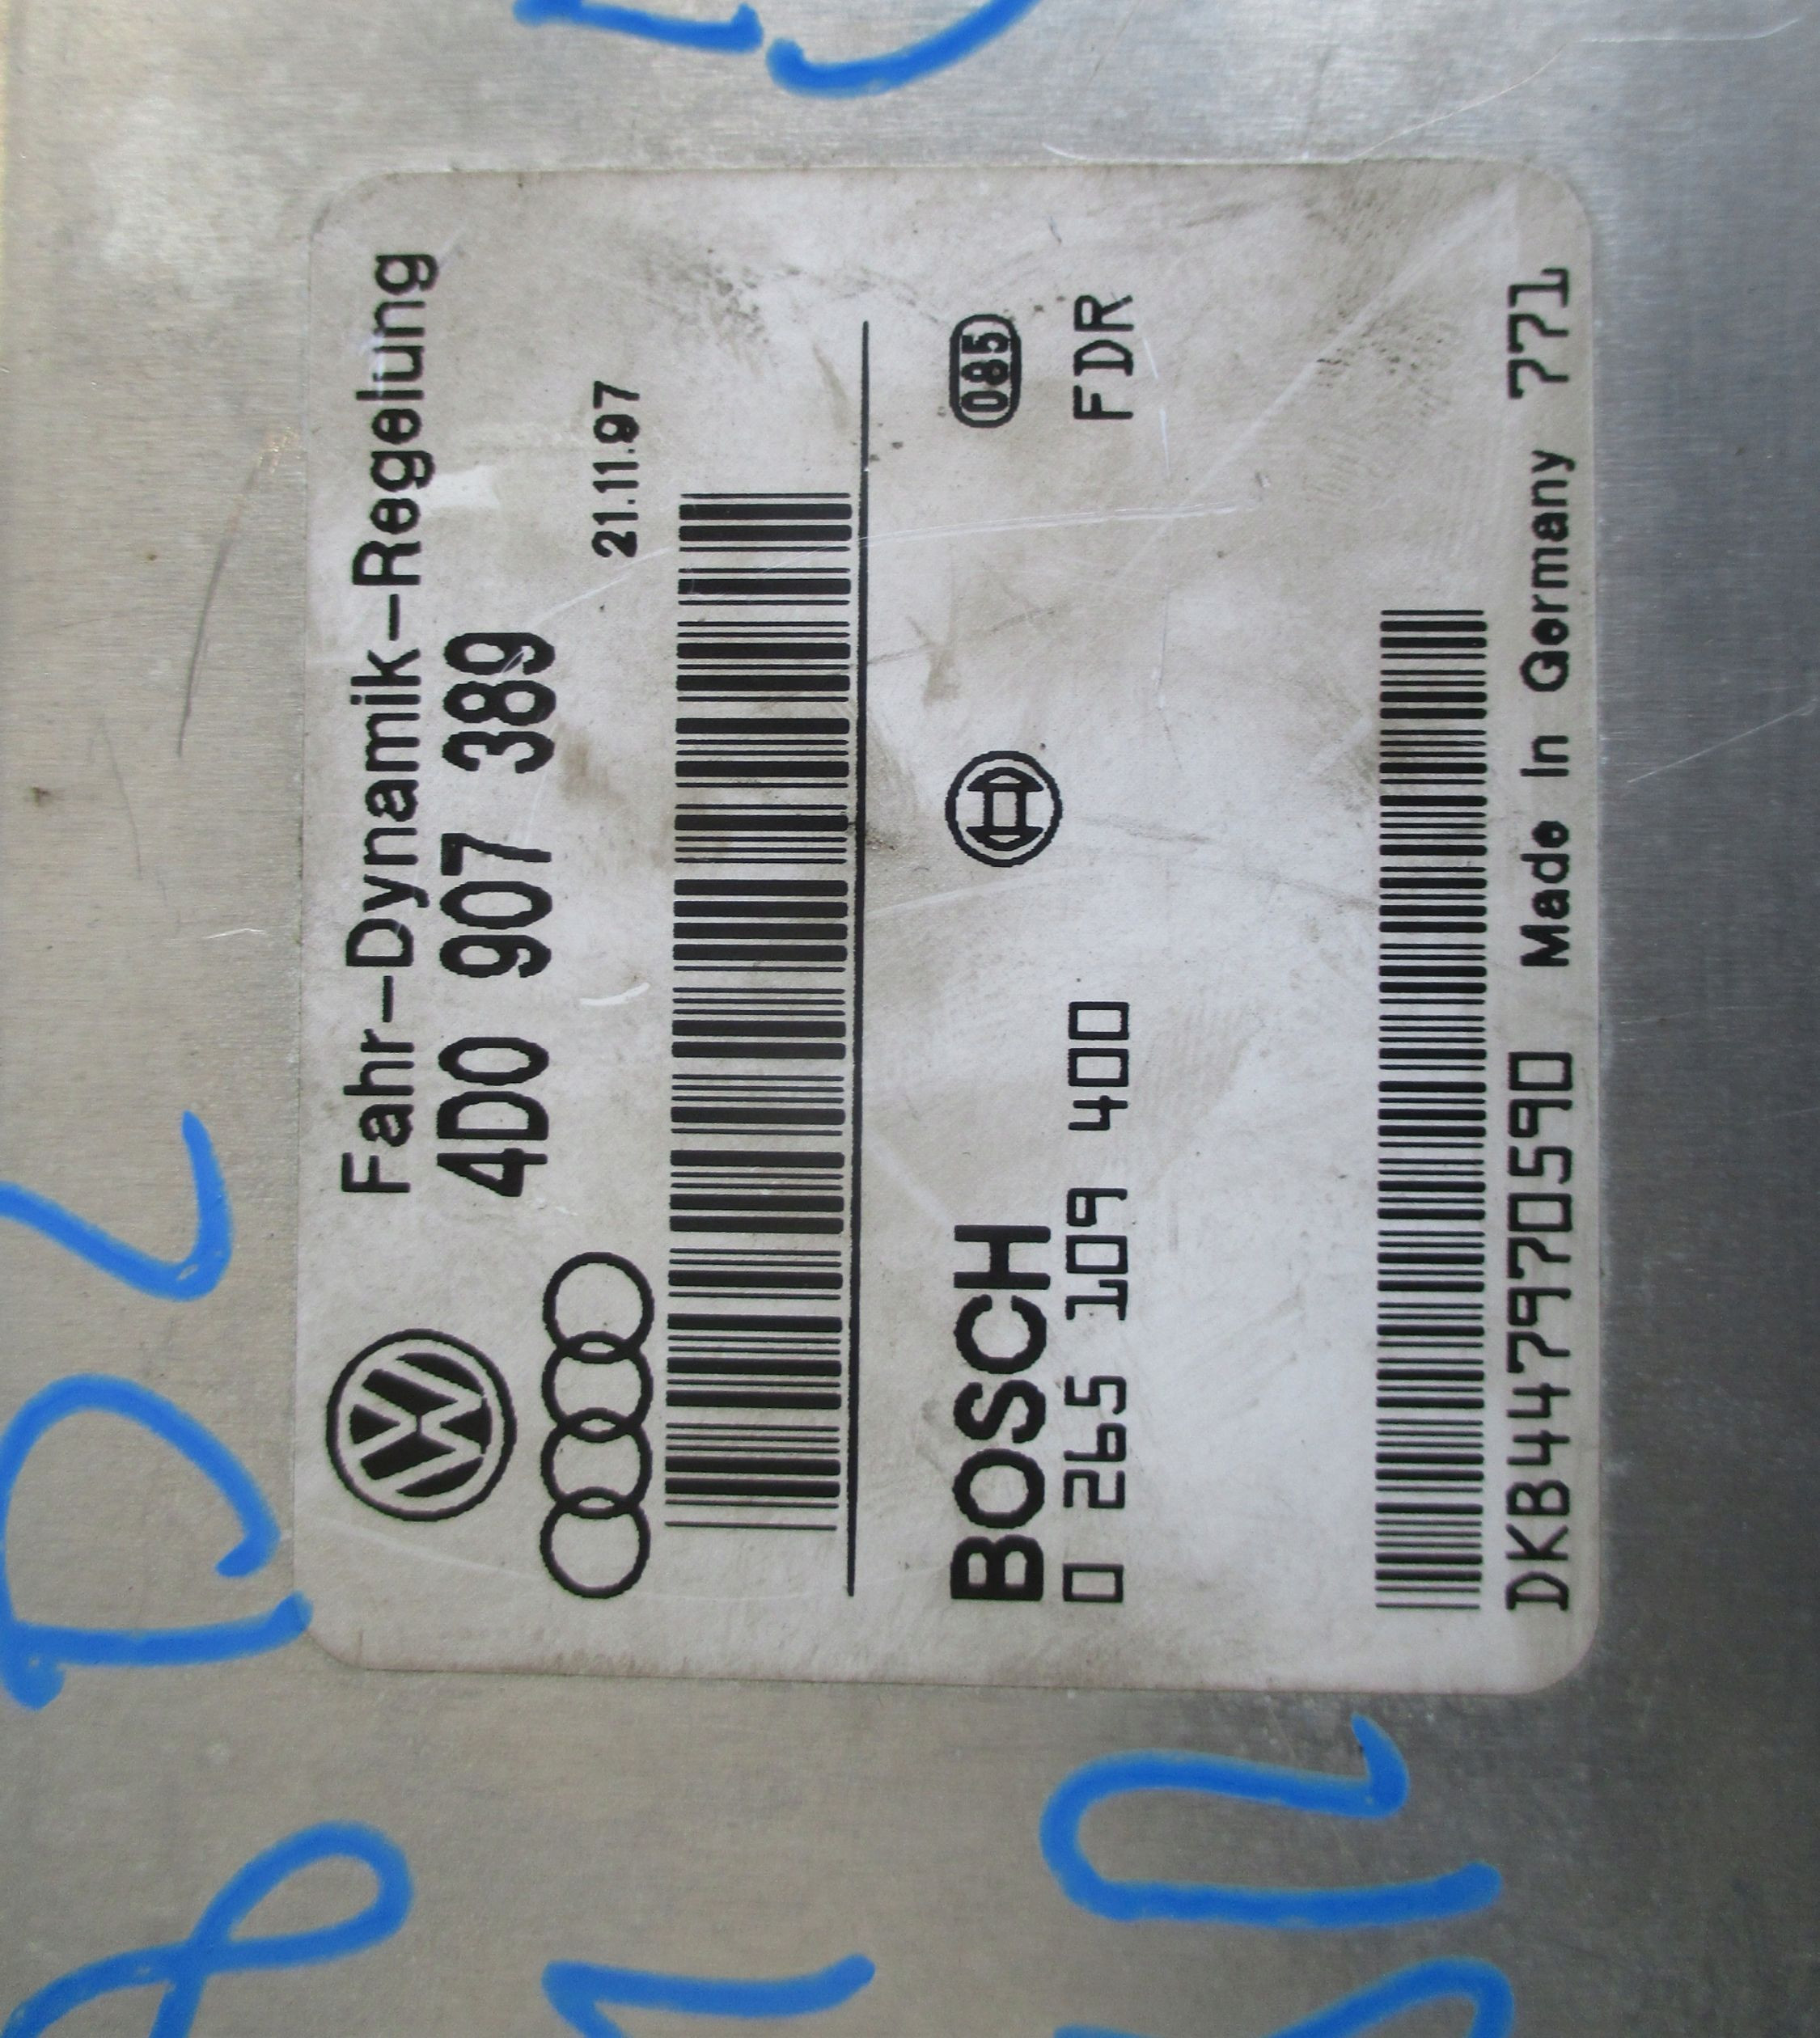 Fahr-Dynamik-Regelung
4D0 907 389
21.11.97
BOSCH 085
0 265 109 400 FDR
DKB4479970590 Made in Germany 771